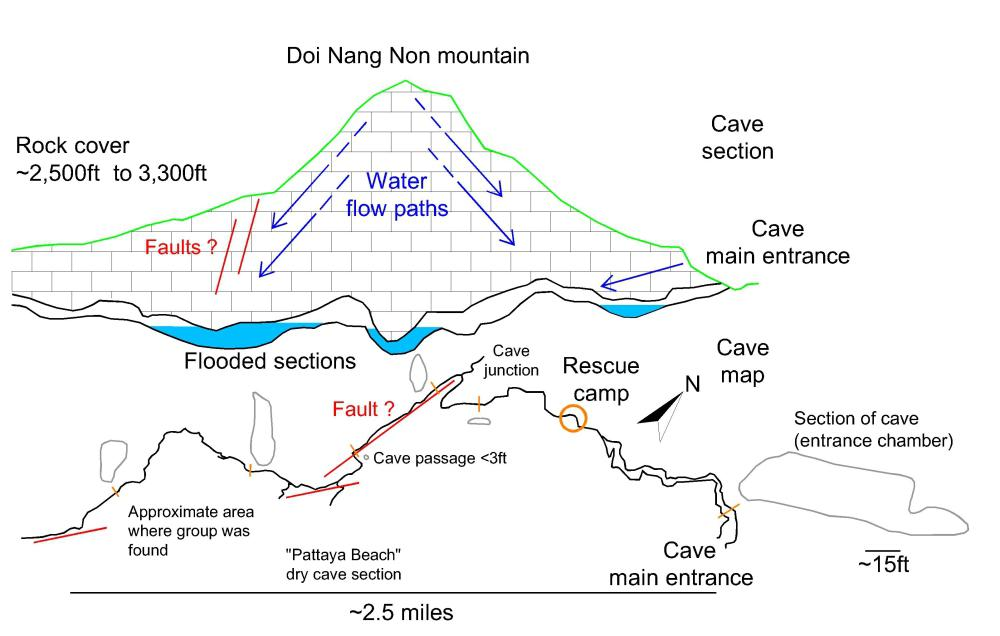 Doi Nang Non mountain
Rock cover
~2,500ft to 3,300ft
Cave
section
Water
flow paths
Faults ?
Cave
main entrance
Flooded sections
Cave
junction
Rescue
camp
Cave
map
N
Fault ?
Section of cave
(entrance chamber)
Cave passage <3ft
Approximate area
where group was
found
"Pattaya Beach"
dry cave section
Cave
main entrance
~15ft
~2.5 miles